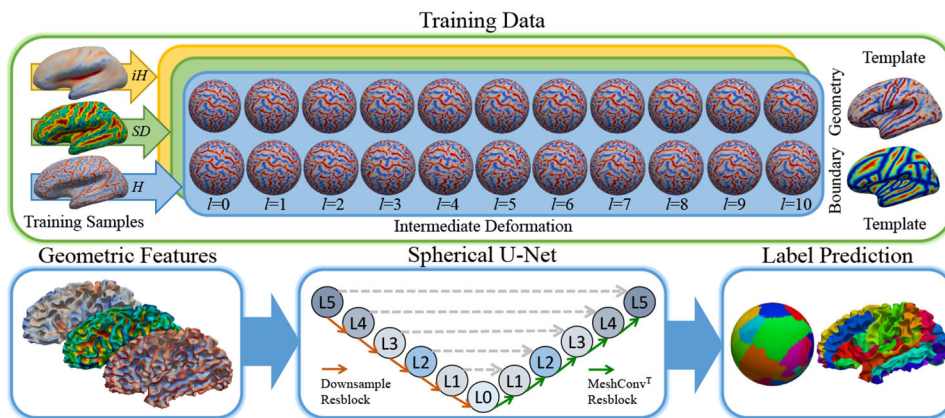 Training Data
iH
SD
H
Training Samples
l=0 l=1 l=2 l=3 l=4 l=5 l=6 l=7 l=8 l=9 l=10
Intermediate Deformation
Template
Geometry
Boundary
Template
Geometric Features
Spherical U-Net
L5 L5
L4 L4
L3 L3
L2 L2
L1 L1
L0
Downsample
Resblock
MeshConvᵀ
Resblock
Label Prediction